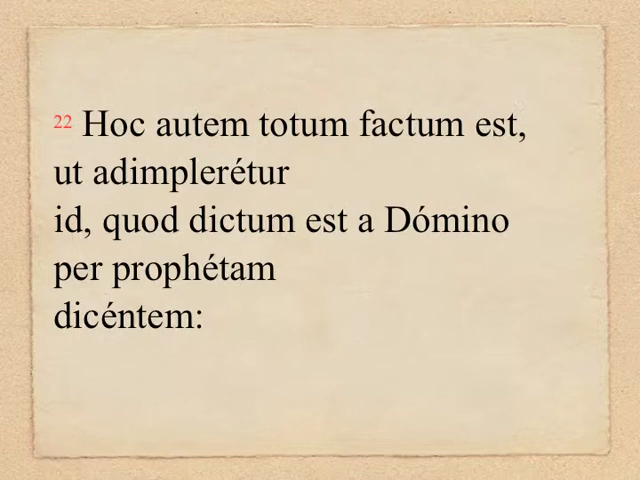 22 Hoc autem totum factum est,
ut adimplerétur
id, quod dictum est a Dómino
per prophétam
dicéntem: